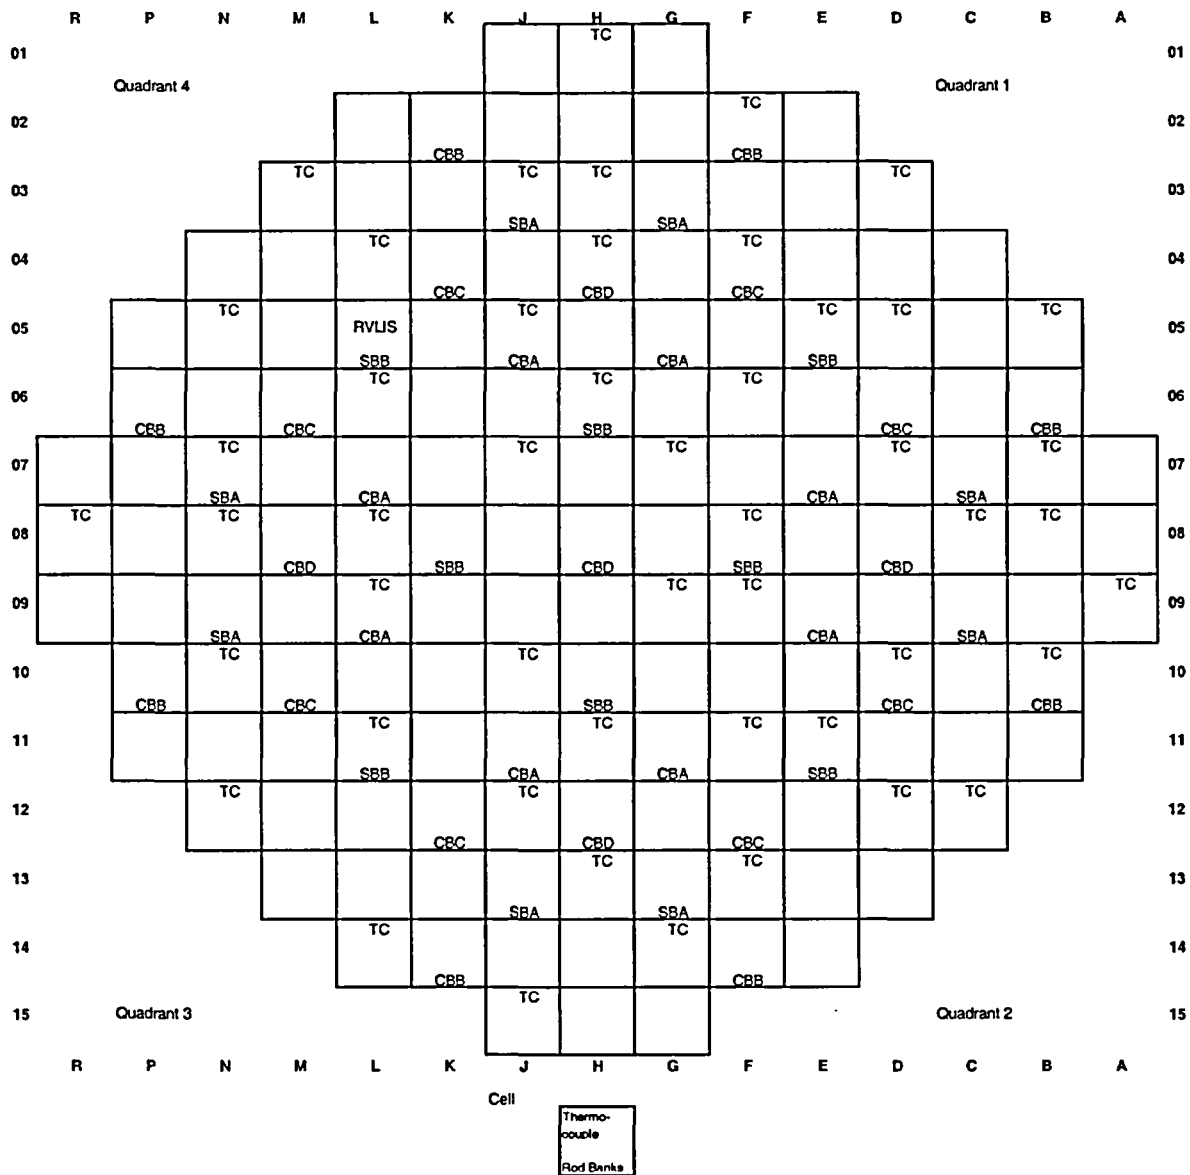 R P N M L K J H G F E D C B A
TC
01 01
Quadrant 4 Quadrant 1
TC
02 02
CBB CBB
TC TC TC TC
03 03
SBA SBA
TC TC TC
04 04
CBC CBD CBC
TC TC TC TC TC
05 RVLIS 05
SBB CBA CBA SBB
TC TC TC
06 06
CBB CBC SBB CBC CBB
TC TC TC TC TC
07 07
SBA CBA CBA SBA
TC TC TC TC TC TC
08 08
CBD SBB CBD SBB CBD
TC TC TC TC
09 09
SBA CBA CBA SBA
TC TC TC TC
10 10
CBB CBC SBB CBC CBB
TC TC TC TC
11 11
SBB CBA CBA SBB
TC TC TC TC
12 12
CBC CBD CBC
TC TC
13 13
SBA SBA
TC TC
14 14
CBB CBB
TC
15 Quadrant 3 Quadrant 2 15
R P N M L K J H G F E D C B A
Cell
Thermo-
couple
Rod Banks